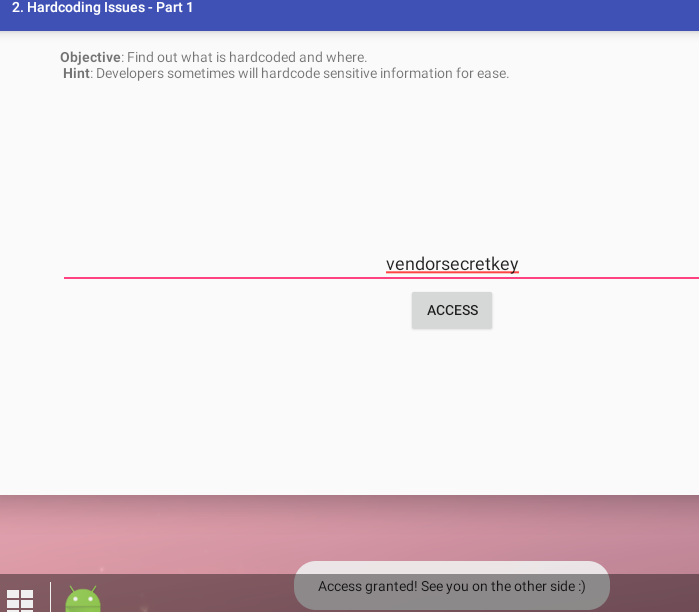 2. Hardcoding Issues - Part 1
Objective: Find out what is hardcoded and where.
Hint: Developers sometimes will hardcode sensitive information for ease.
vendorsecretkey
ACCESS
Access granted! See you on the other side :)